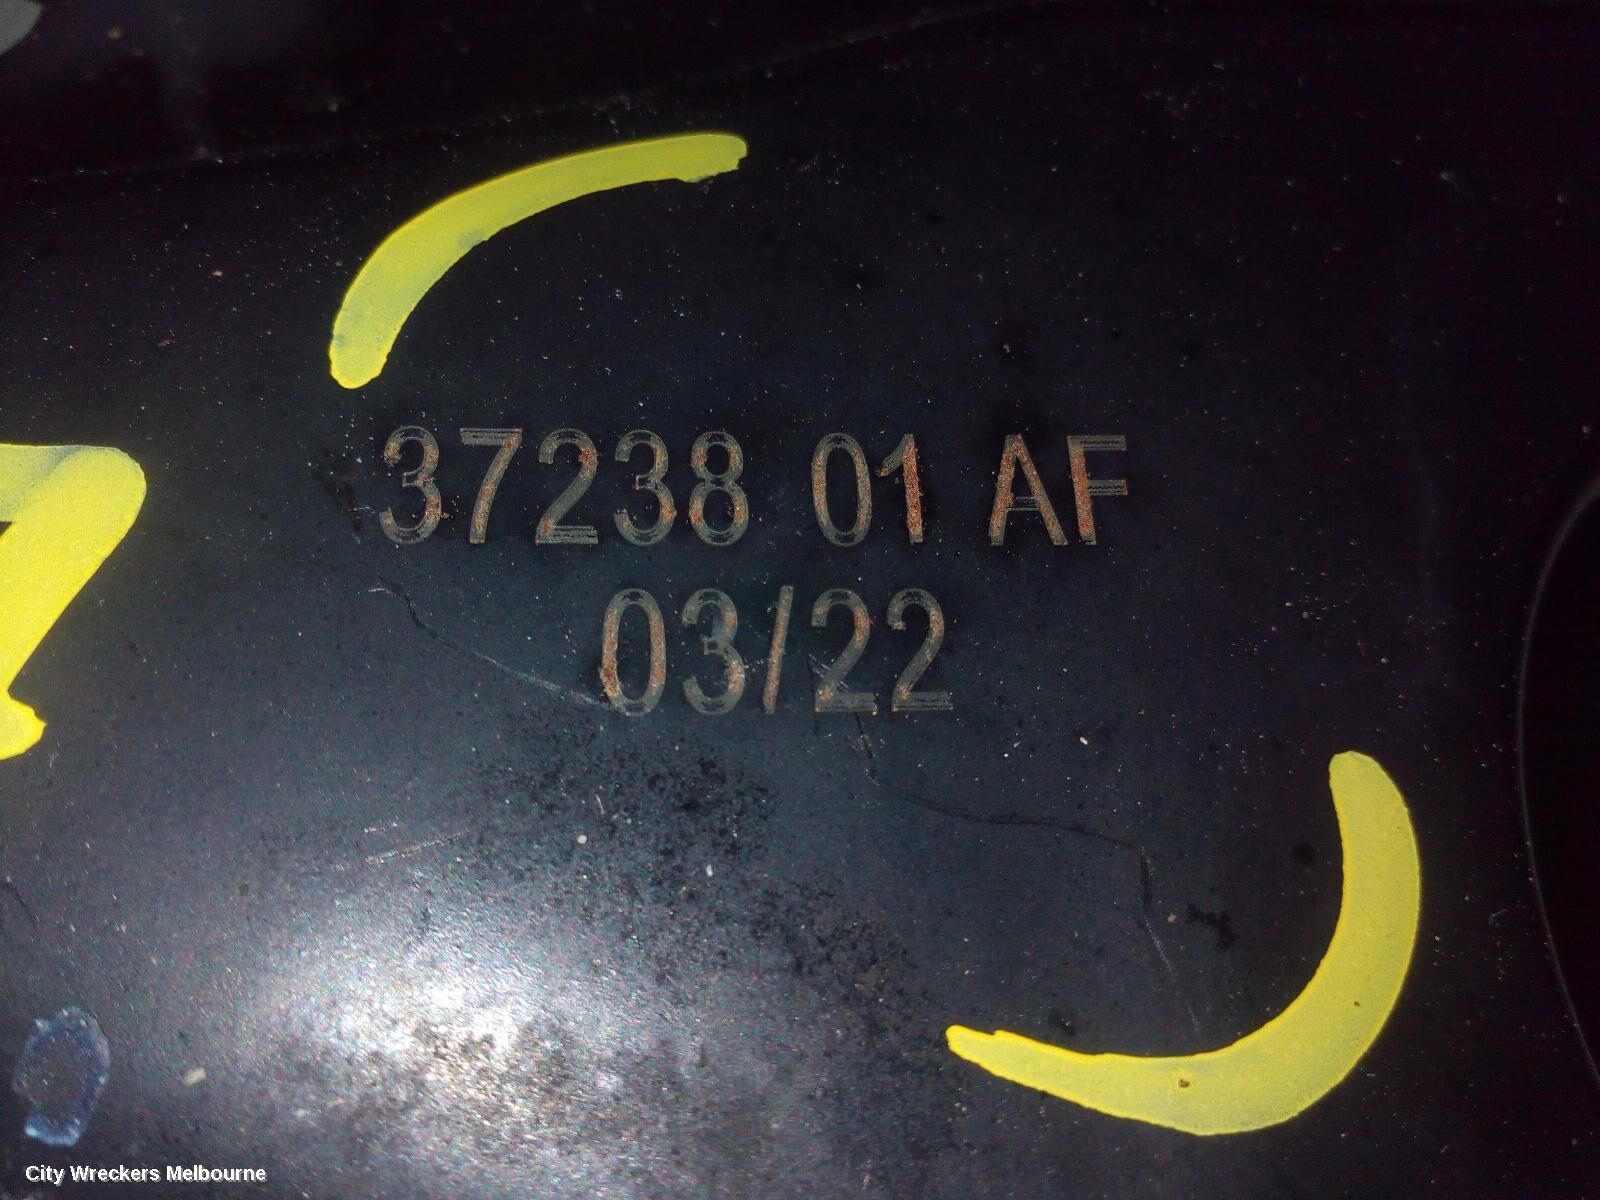 37238 01 AF
03/22
City Wreckers Melbourne